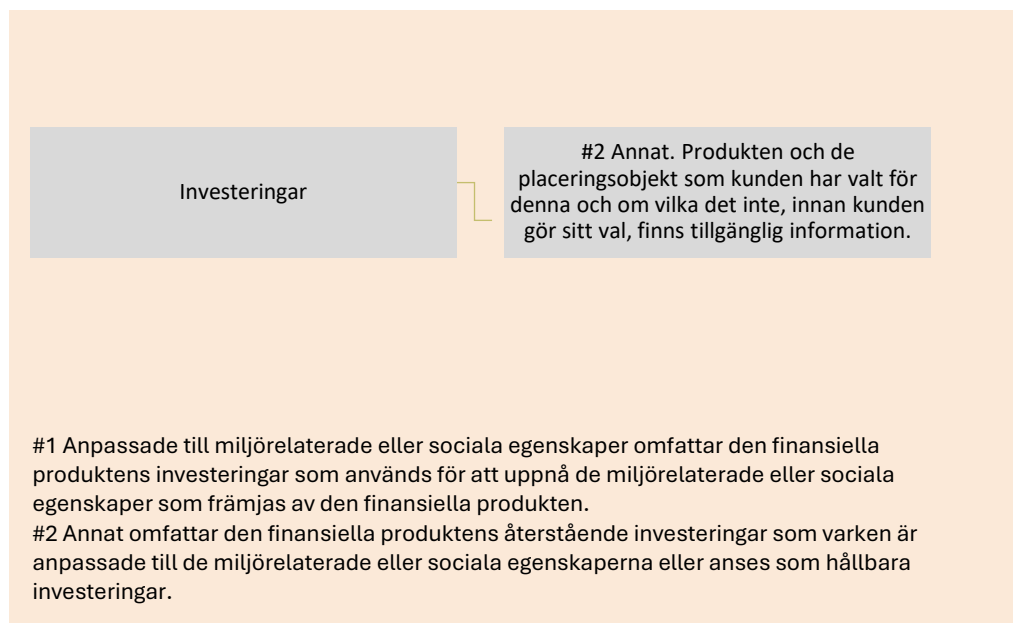 Investeringar
#2 Annat. Produkten och de
placeringsobjekt som kunden har valt för
denna och om vilka det inte, innan kunden
gör sitt val, finns tillgänglig information.
#1 Anpassade till miljörelaterade eller sociala egenskaper omfattar den finansiella
produktens investeringar som används för att uppnå de miljörelaterade eller sociala
egenskaper som främjas av den finansiella produkten.
#2 Annat omfattar den finansiella produktens återstående investeringar som varken är
anpassade till de miljörelaterade eller sociala egenskaperna eller anses som hållbara
investeringar.